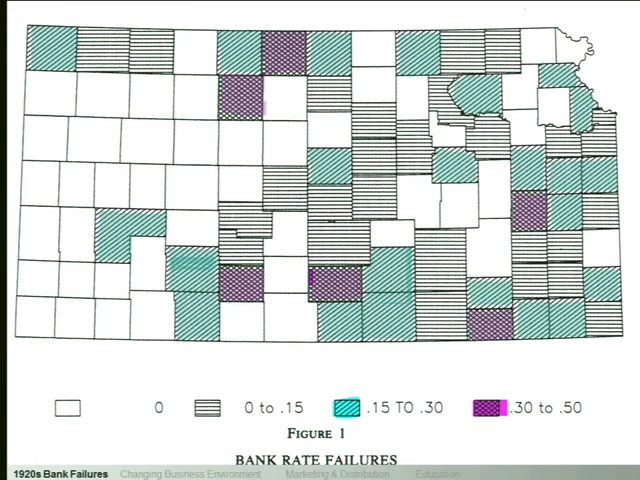 0 0 to .15 .15 TO .30 .30 to .50
FIGURE 1
BANK RATE FAILURES
1920s Bank Failures Changing Business Environment Marketing & Distribution Education